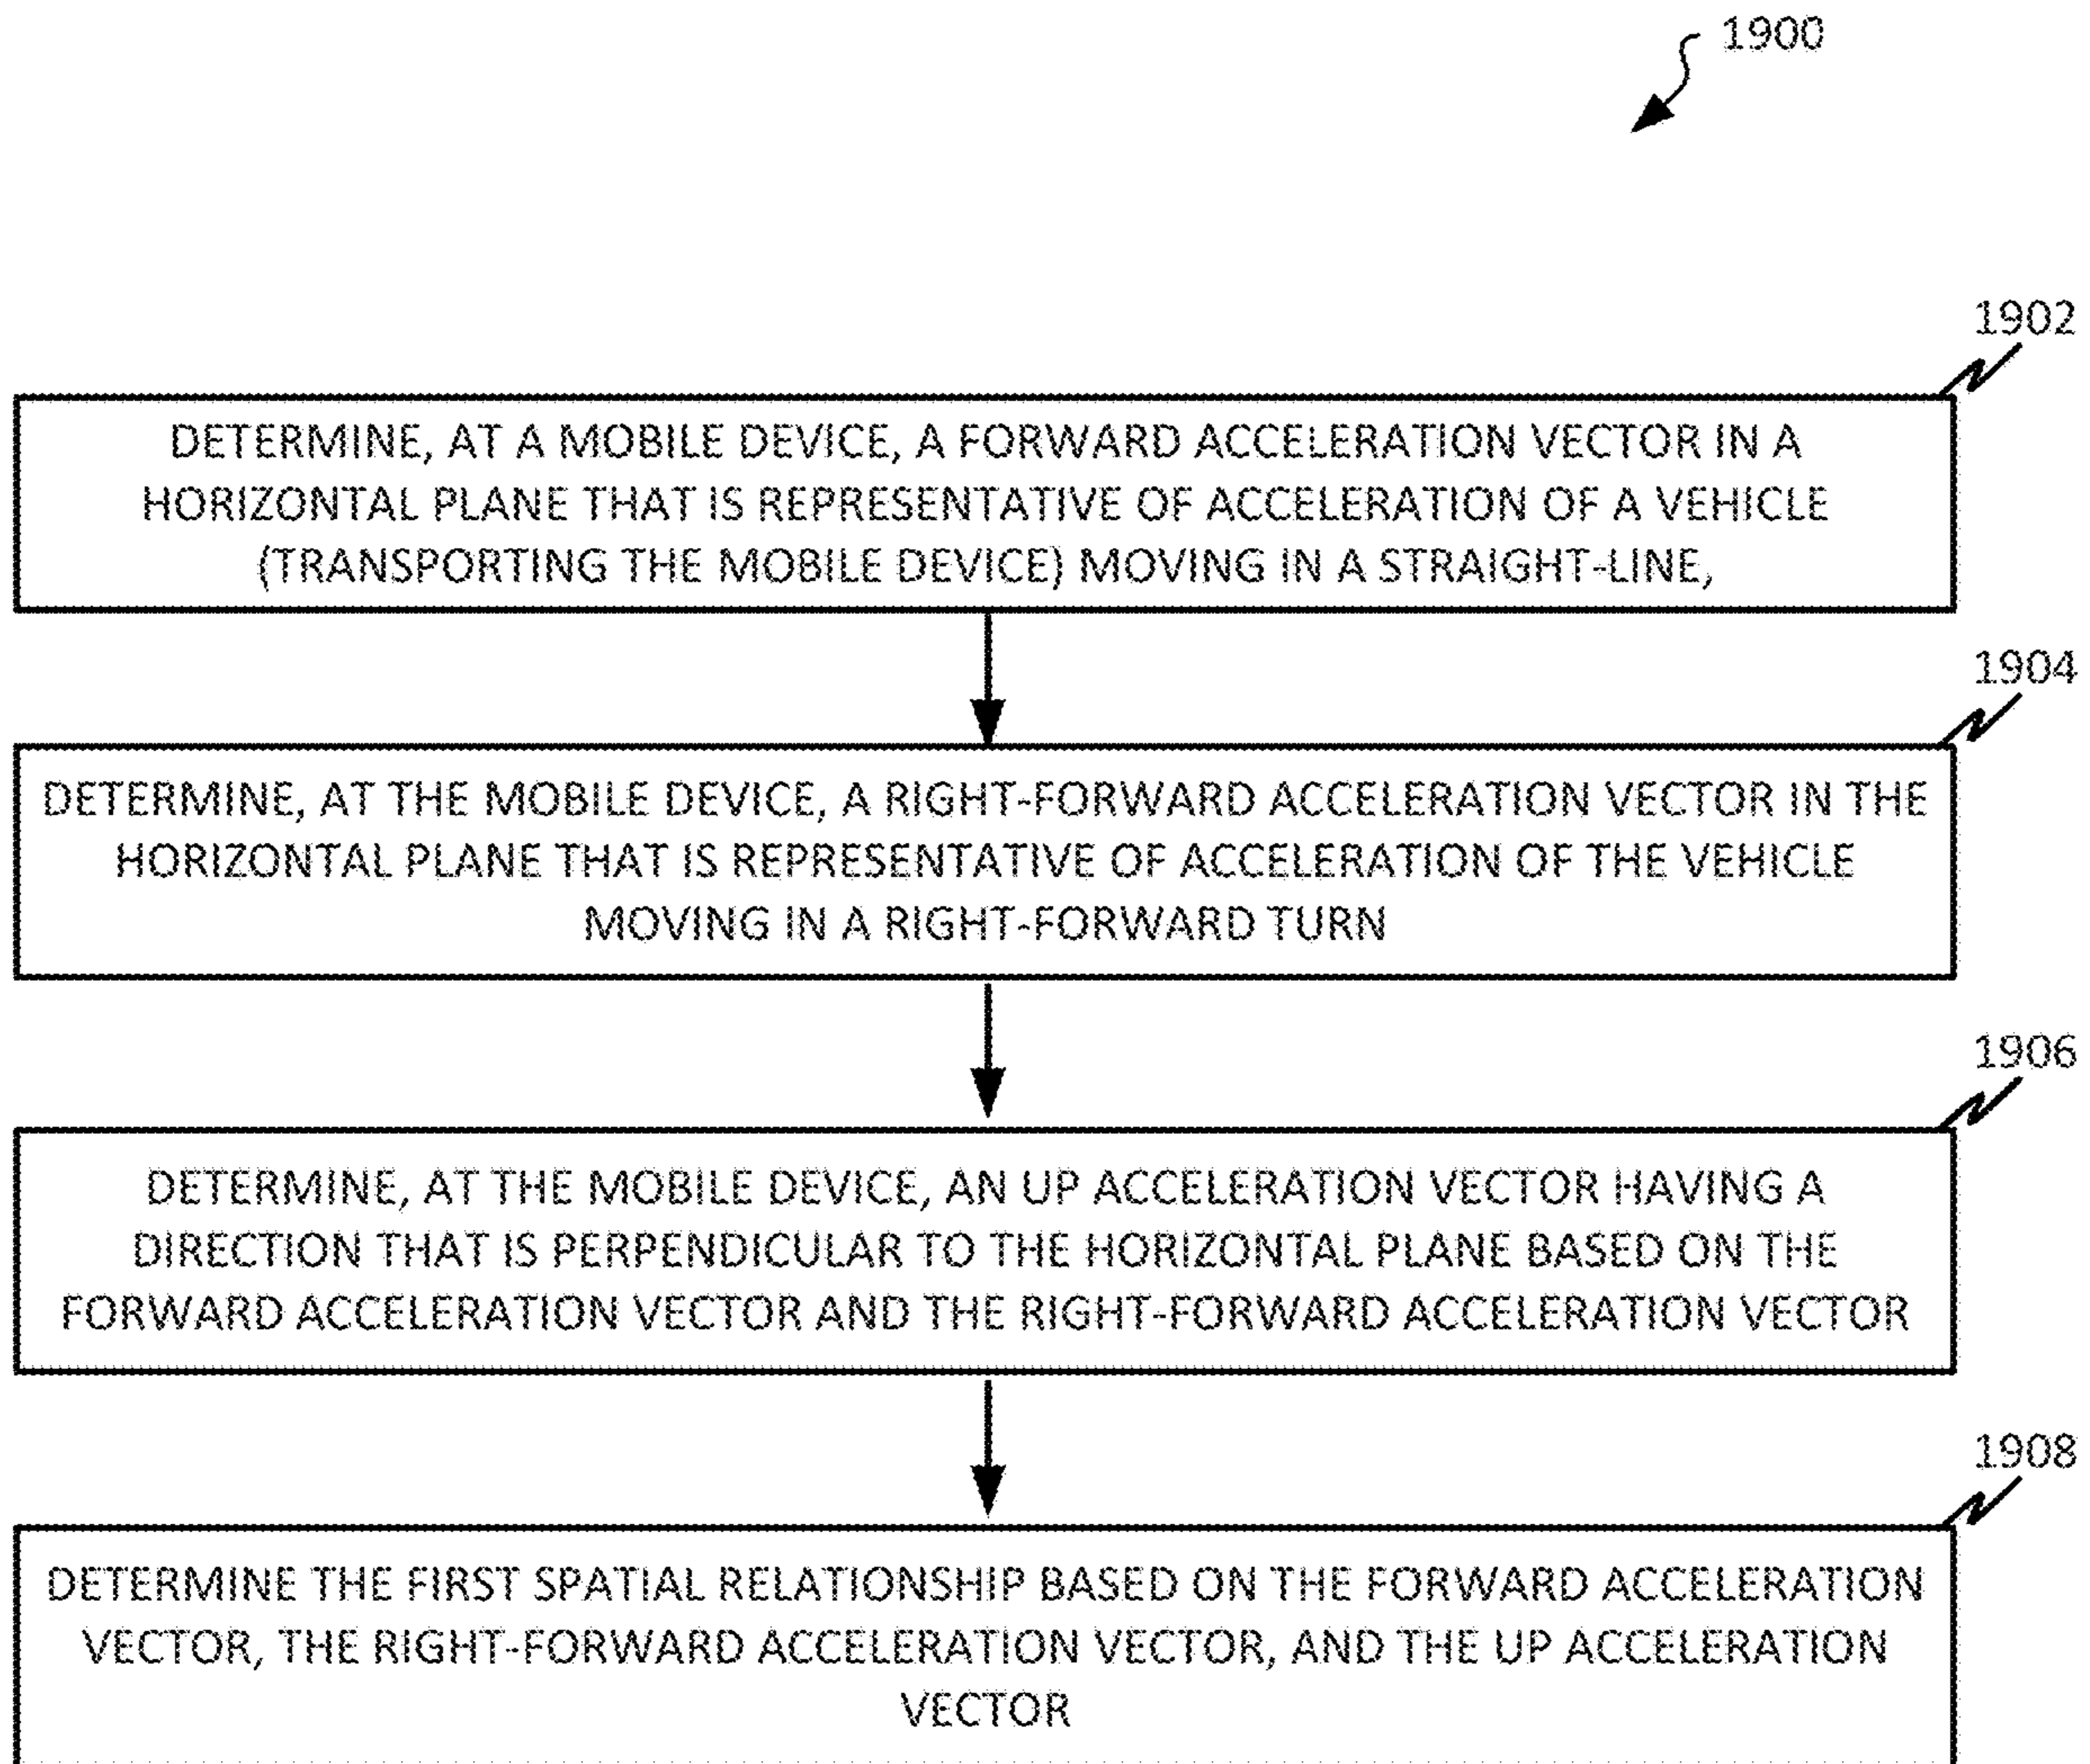 1900
1902
DETERMINE, AT A MOBILE DEVICE, A FORWARD ACCELERATION VECTOR IN A
HORIZONTAL PLANE THAT IS REPRESENTATIVE OF ACCELERATION OF A VEHICLE
(TRANSPORTING THE MOBILE DEVICE) MOVING IN A STRAIGHT-LINE,
1904
DETERMINE, AT THE MOBILE DEVICE, A RIGHT-FORWARD ACCELERATION VECTOR IN THE
HORIZONTAL PLANE THAT IS REPRESENTATIVE OF ACCELERATION OF THE VEHICLE
MOVING IN A RIGHT-FORWARD TURN
1906
DETERMINE, AT THE MOBILE DEVICE, AN UP ACCELERATION VECTOR HAVING A
DIRECTION THAT IS PERPENDICULAR TO THE HORIZONTAL PLANE BASED ON THE
FORWARD ACCELERATION VECTOR AND THE RIGHT-FORWARD ACCELERATION VECTOR
1908
DETERMINE THE FIRST SPATIAL RELATIONSHIP BASED ON THE FORWARD ACCELERATION
VECTOR, THE RIGHT-FORWARD ACCELERATION VECTOR, AND THE UP ACCELERATION
VECTOR